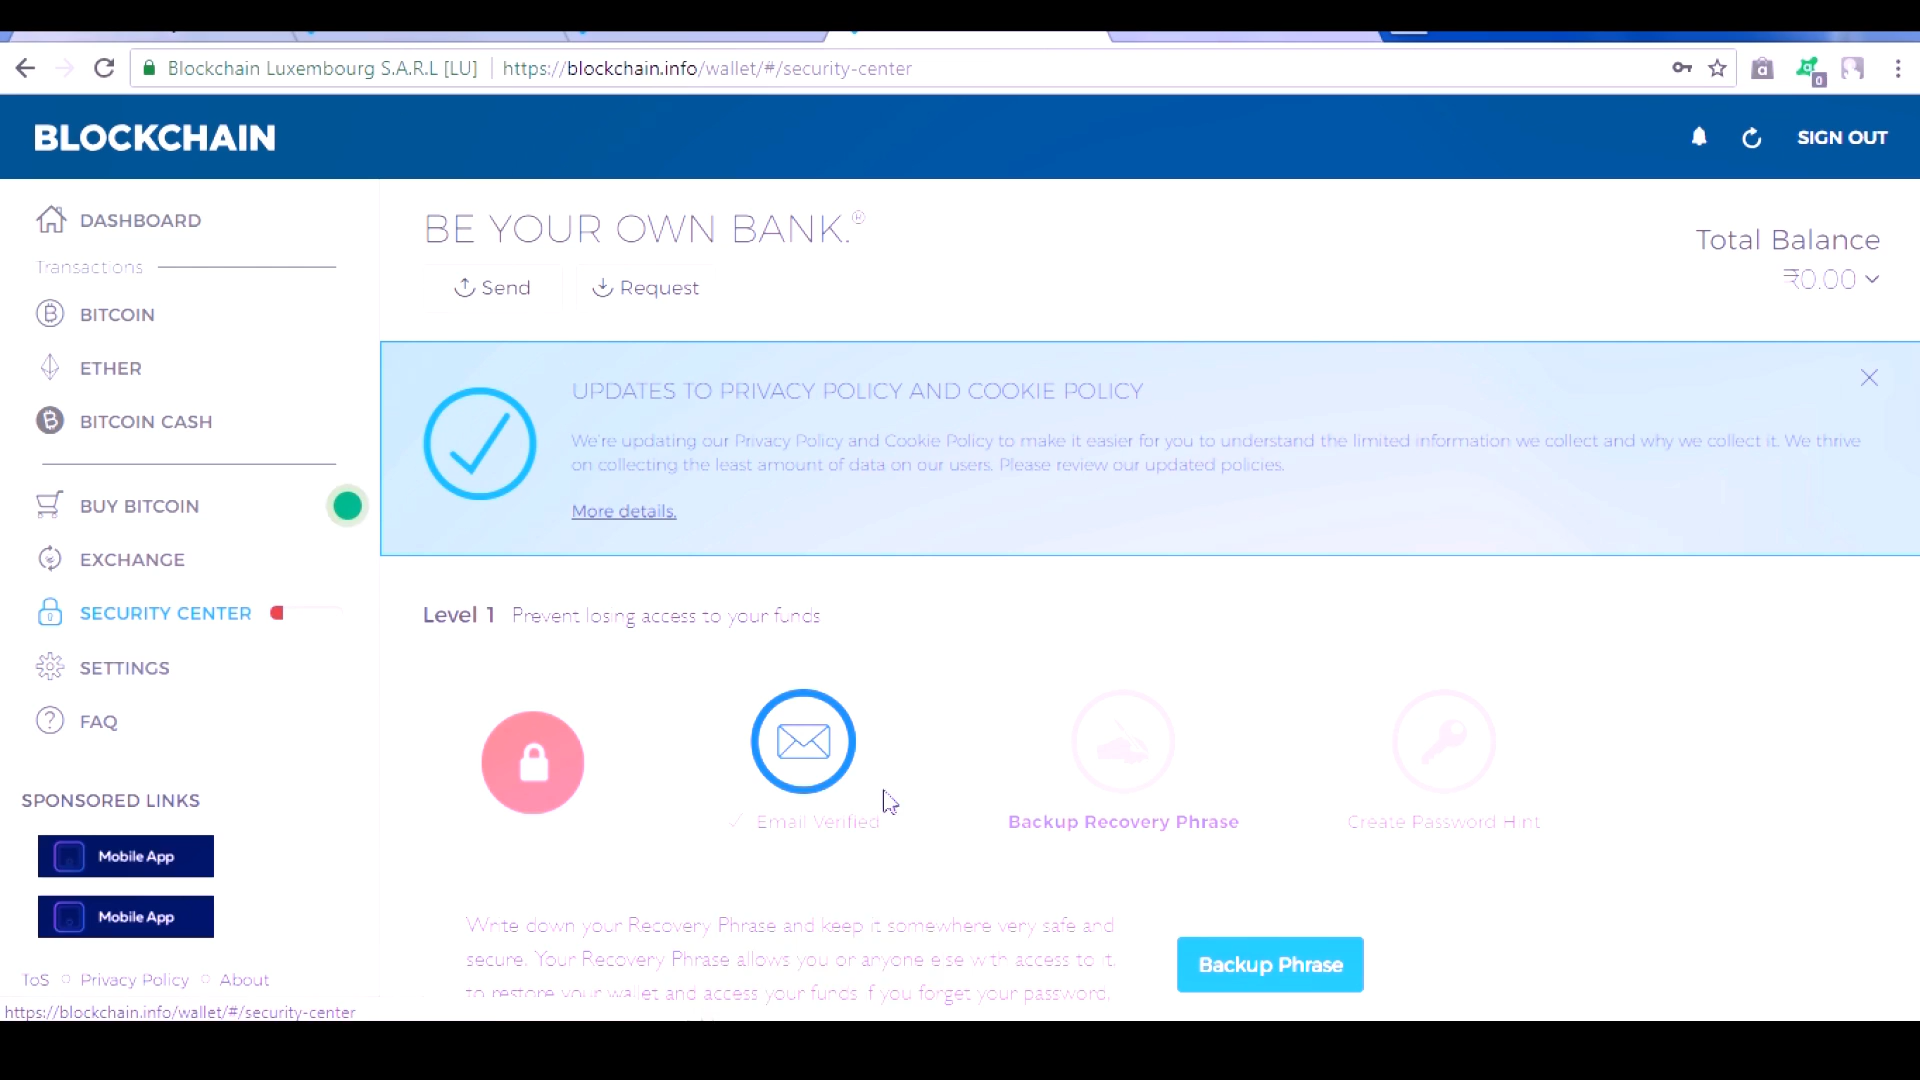 Blockchain Luxembourg S.A.R.L [LU]
https://blockchain.info/wallet/#/security-center
0
BLOCKCHAIN
SIGN OUT
DASHBOARD
Transactions
BITCOIN
ETHER
BITCOIN CASH
BUY BITCOIN
EXCHANGE
SECURITY CENTER
SETTINGS
FAQ
SPONSORED LINKS
Mobile App
Mobile App
ToS
Privacy Policy
About
https://blockchain.info/wallet/#/security-center
BE YOUR OWN BANK.®
Send
Request
Total Balance
₹0.00
UPDATES TO PRIVACY POLICY AND COOKIE POLICY
We're updating our Privacy Policy and Cookie Policy to make it easier for you to understand the limited information we collect and why we collect it. We thrive
on collecting the least amount of data on our users. Please review our updated policies.
More details.
Level 1 Prevent losing access to your funds
Email Verified
Backup Recovery Phrase
Create Password Hint
Write down your Recovery Phrase and keep it somewhere very safe and
secure. Your Recovery Phrase allows you or anyone else with access to it,
to restore your wallet and access your funds if you forget your password.
Backup Phrase